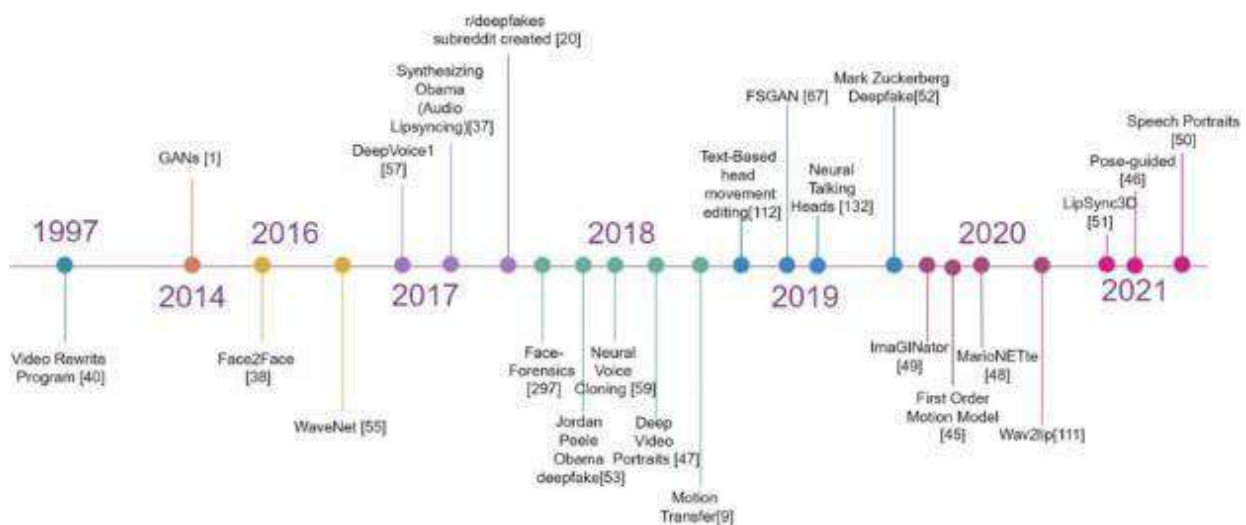 r/deepfakes
subreddit created [20]
Synthesizing
Obama
(Audio
Lipsyncing)[37]
DeepVoice1
[57]
GANs [1]
FSGAN [67]
Mark Zuckerberg
Deepfake[52]
Text-Based
head
movement
editing[112]
Neural
Talking
Heads [132]
Speech Portraits
[50]
Pose-guided
[46]
LipSync3D
[51]
1997
2016
2018
2020
2014
2017
2019
2021
Video Rewrite
Program [40]
Face2Face
[38]
WaveNet [55]
Face-
Forensics
[297]
Jordan
Peele
Obama
deepfake[53]
Neural
Voice
Cloning [59]
Deep
Video
Portraits [47]
Motion
Transfer[9]
ImaGINator
[49]
First Order
Motion Model
[45]
MarioNETte
[48]
Wav2lip[111]